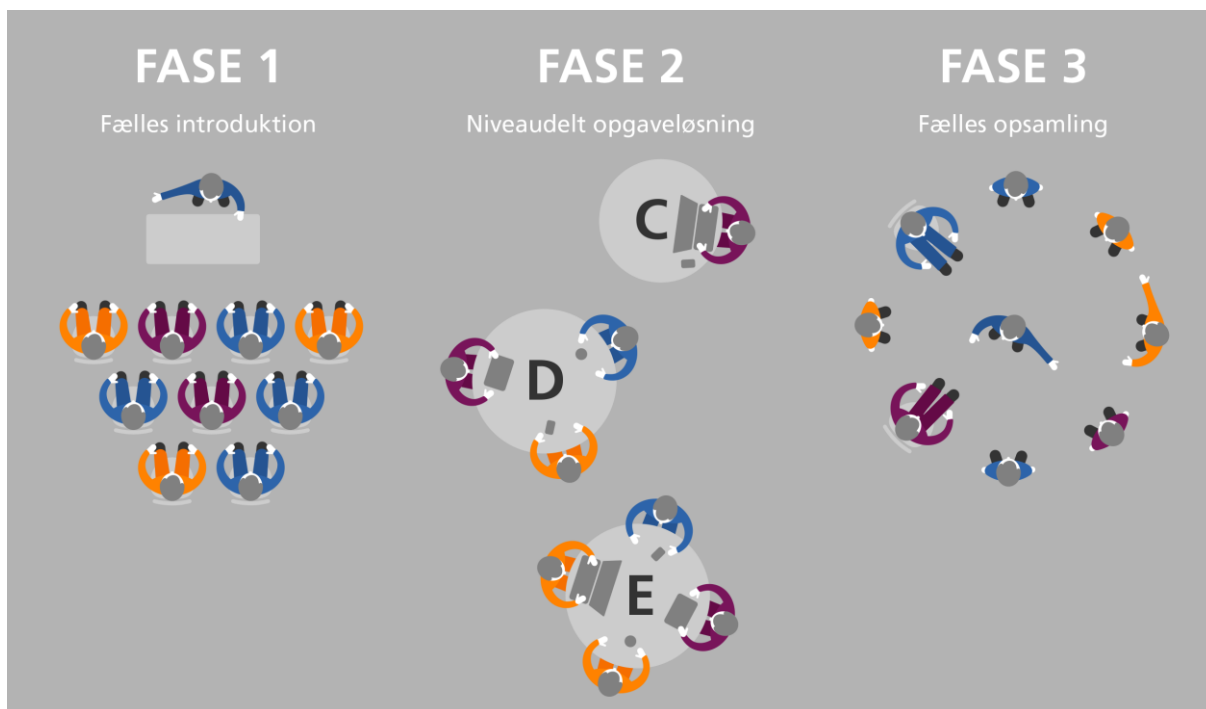 FASE 1
Fælles introduktion
FASE 2
Niveaudelt opgaveløsning
C
D
E
FASE 3
Fælles opsamling